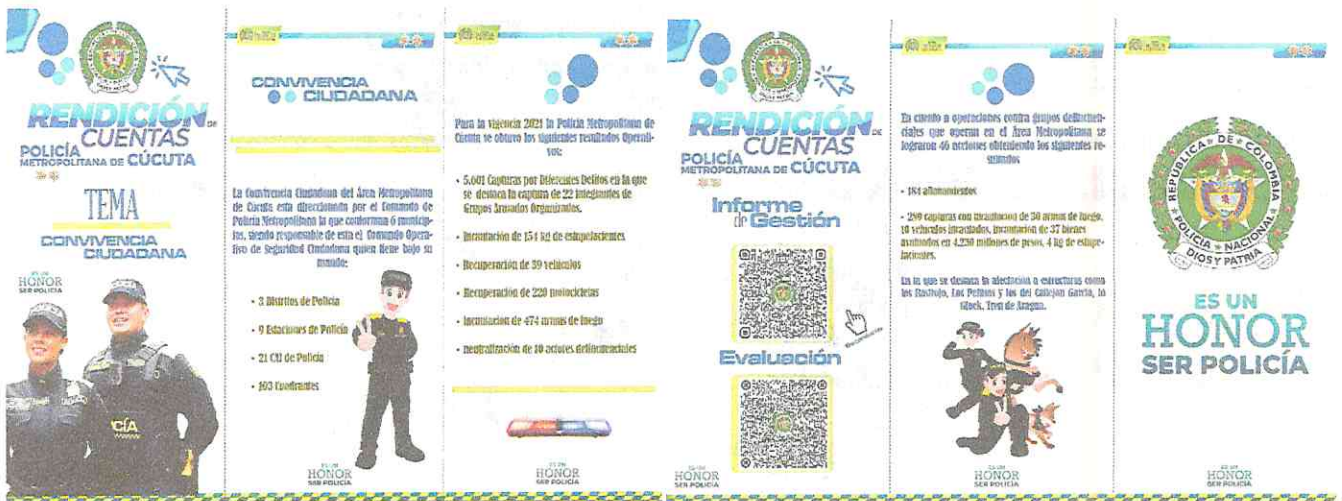 RENDICIÓN DE
CUENTAS
POLICÍA
METROPOLITANA DE CÚCUTA
TEMA
CONVIVENCIA
CIUDADANA
ES UN
HONOR
SER POLICÍA
CÍA
CONVIVENCIA
CIUDADANA
La Convivencia Ciudadana del Área Metropolitana
de Cúcuta esta direccionada por el Comando de
Policía Metropolitana la que conforman 6 municip-
ios, siendo responsable de esta el Comando Opera-
tivo de Seguridad Ciudadana quien tiene bajo su
mando:
• 3 Distritos de Policía
• 9 Estaciones de Policía
• 21 CAI de Policía
• 103 Cuadrantes
ES UN
HONOR
SER POLICÍA
Para la vigencia 2021 la Policía Metropolitana de
Cúcuta se obtuvo los siguientes resultados Operati-
vos:
• 5.601 Capturas por Diferentes Delitos en la que
se destaca la captura de 22 integrantes de
Grupos Armados Organizados.
• Incautación de 154 kg de estupefacientes
• Recuperación de 59 vehículos
• Recuperación de 220 motocicletas
• Incautación de 474 armas de fuego
• neutralización de 10 actores delincuenciales
ES UN
HONOR
SER POLICÍA
RENDICIÓN DE
CUENTAS
POLICÍA
METROPOLITANA DE CÚCUTA
Informe
de Gestión
Evaluación
ES UN
HONOR
SER POLICÍA
En cuento a operaciones contra grupos delincuen-
ciales que operan en el Área Metropolitana se
lograron 46 acciones obteniendo los siguientes re-
sultados
• 184 allanamientos
• 289 capturas con incautación de 30 armas de fuego,
10 vehículos incautados, incautación de 37 bienes
avaluados en 4.230 millones de pesos, 4 kg de estupe-
facientes.
En la que se destaca la afectación a estructuras como
los Rastrojo, Los Pelusos y los del Callejón García, la
Glock, Tren de Aragua.
ES UN
HONOR
SER POLICÍA
REPÚBLICA DE COLOMBIA
POLICÍA NACIONAL
DIOS Y PATRIA
ES UN
HONOR
SER POLICÍA
ES UN
HONOR
SER POLICÍA